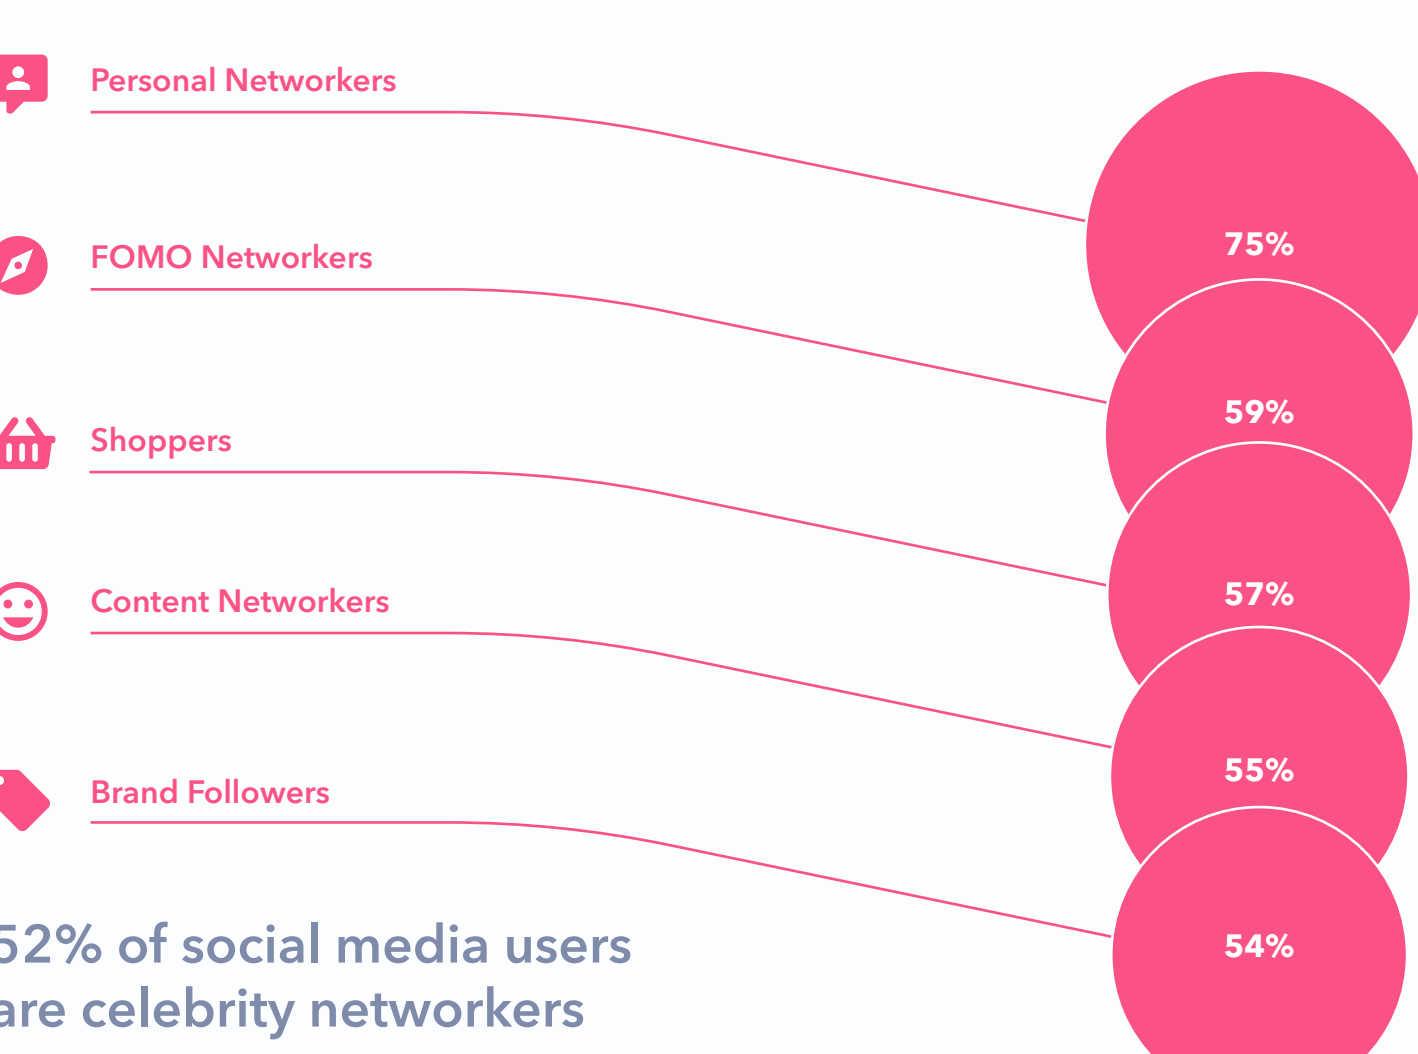 Personal Networkers
75%
FOMO Networkers
59%
Shoppers
57%
Content Networkers
55%
Brand Followers
54%
52% of social media users
are celebrity networkers